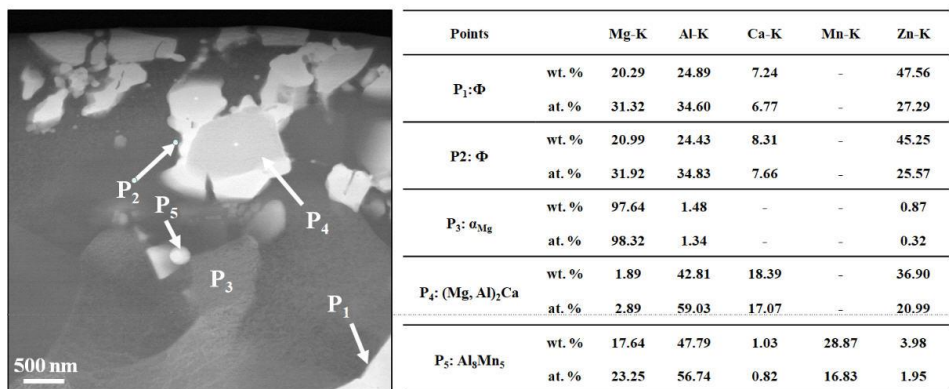 P2
P5
P4
P3
P1
500 nm
Points Mg-K Al-K Ca-K Mn-K Zn-K
P1:Φ wt. % 20.29 24.89 7.24 - 47.56
at. % 31.32 34.60 6.77 - 27.29
P2: Φ wt. % 20.99 24.43 8.31 - 45.25
at. % 31.92 34.83 7.66 - 25.57
P3: αMg wt. % 97.64 1.48 - - 0.87
at. % 98.32 1.34 - - 0.32
P4: (Mg, Al)2Ca wt. % 1.89 42.81 18.39 - 36.90
at. % 2.89 59.03 17.07 - 20.99
P5: Al8Mn5 wt. % 17.64 47.79 1.03 28.87 3.98
at. % 23.25 56.74 0.82 16.83 1.95